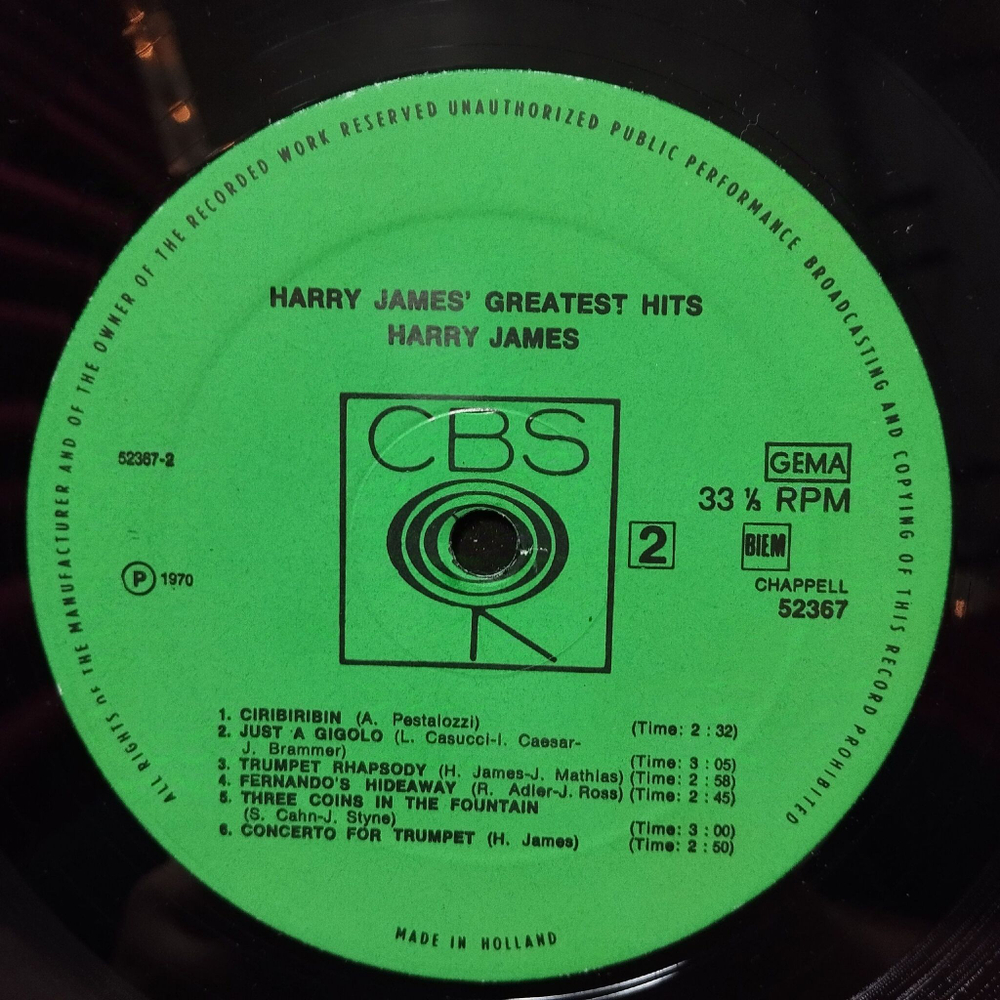 ALL RIGHTS OF THE MANUFACTURER AND OF THE OWNER OF THE RECORDED WORK RESERVED UNAUTHORIZED PUBLIC PERFORMANCE BROADCASTING AND COPYING OF THIS RECORD PROHIBITED
HARRY JAMES' GREATEST HITS
HARRY JAMES
CBS
52367-2
GEMA
33 ⅓ RPM
2
BIEM
Ⓟ 1970
CHAPPELL
52367
1. CIRIBIRIBIN (A. Pestalozzi) (Time: 2 : 32)
2. JUST A GIGOLO (L. Casucci-I. Caesar-
J. Brammer) (Time: 3 : 05)
3. TRUMPET RHAPSODY (H. James-J. Mathias) (Time: 2 : 58)
4. FERNANDO'S HIDEAWAY (R. Adler-J. Ross) (Time: 2 : 45)
5. THREE COINS IN THE FOUNTAIN
(S. Cahn-J. Styne) (Time: 3 : 00)
6. CONCERTO FOR TRUMPET (H. James) (Time: 2 : 50)
MADE IN HOLLAND